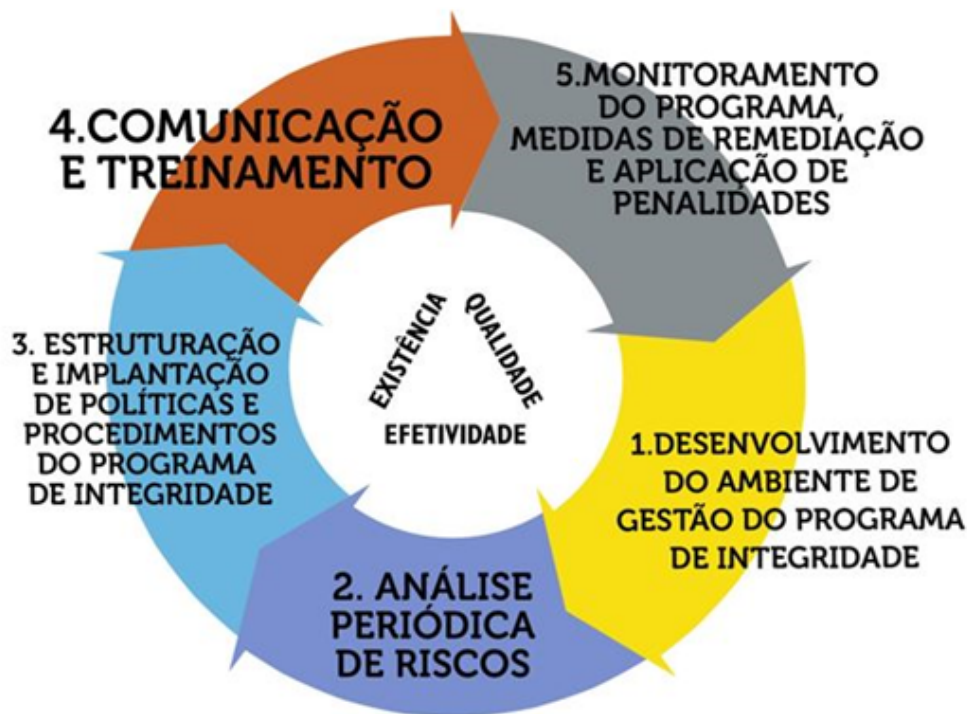 4.COMUNICAÇÃO
E TREINAMENTO
5.MONITORAMENTO
DO PROGRAMA,
MEDIDAS DE REMEDIAÇÃO
E APLICAÇÃO DE
PENALIDADES
3. ESTRUTURAÇÃO
E IMPLANTAÇÃO
DE POLÍTICAS E
PROCEDIMENTOS
DO PROGRAMA
DE INTEGRIDADE
EXISTÊNCIA
QUALIDADE
EFETIVIDADE
1.DESENVOLVIMENTO
DO AMBIENTE DE
GESTÃO DO PROGRAMA
DE INTEGRIDADE
2. ANÁLISE
PERIÓDICA
DE RISCOS